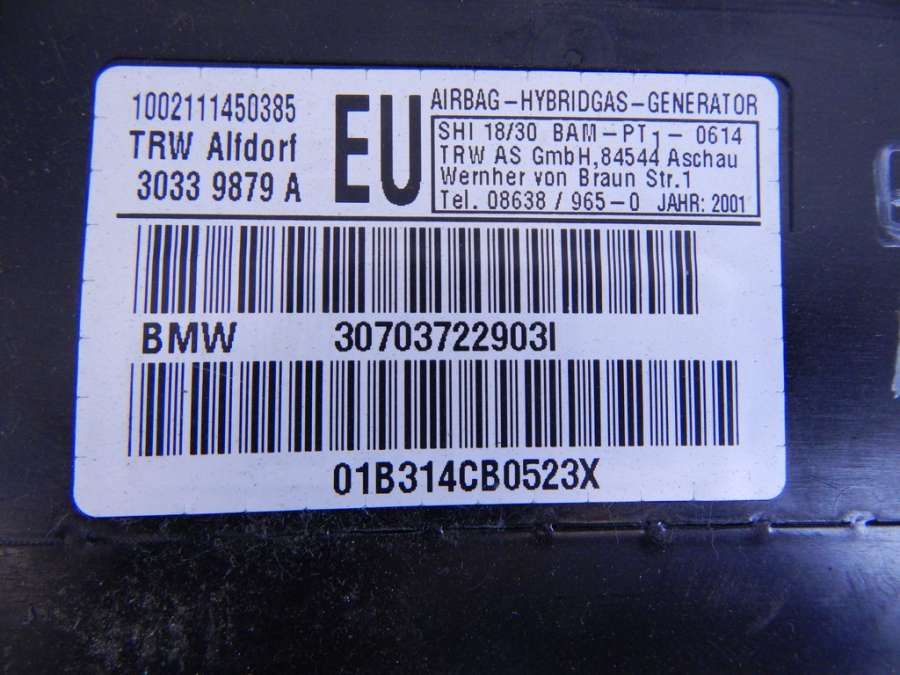 1002111450385
TRW Alfdorf
3033 9879 A
EU
AIRBAG-HYBRIDGAS-GENERATOR
SHI 18/30 BAM-PT1- 0614
TRW AS GmbH,84544 Aschau
Wernher von Braun Str.1
Tel. 08638 / 965-0 JAHR: 2001
BMW 30703722903I
01B314CB0523X